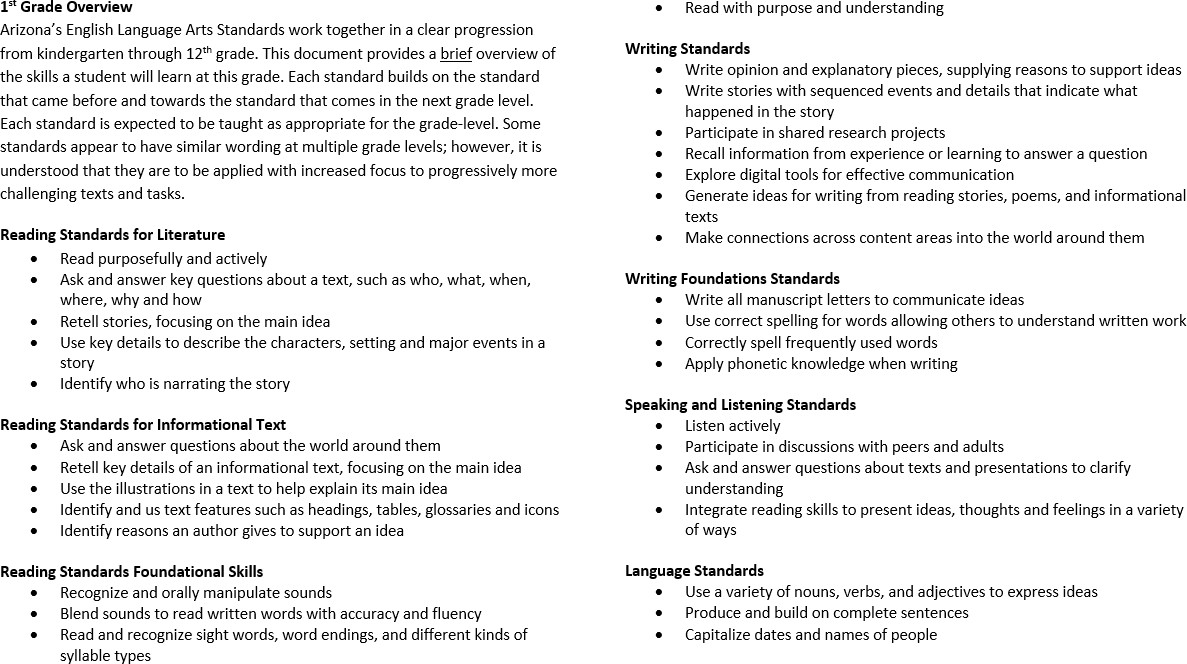 1st Grade Overview
Arizona’s English Language Arts Standards work together in a clear progression
from kindergarten through 12th grade. This document provides a brief overview of
the skills a student will learn at this grade. Each standard builds on the standard
that came before and towards the standard that comes in the next grade level.
Each standard is expected to be taught as appropriate for the grade-level. Some
standards appear to have similar wording at multiple grade levels; however, it is
understood that they are to be applied with increased focus to progressively more
challenging texts and tasks.
Reading Standards for Literature
• Read purposefully and actively
• Ask and answer key questions about a text, such as who, what, when,
where, why and how
• Retell stories, focusing on the main idea
• Use key details to describe the characters, setting and major events in a
story
• Identify who is narrating the story
Reading Standards for Informational Text
• Ask and answer questions about the world around them
• Retell key details of an informational text, focusing on the main idea
• Use the illustrations in a text to help explain its main idea
• Identify and us text features such as headings, tables, glossaries and icons
• Identify reasons an author gives to support an idea
Reading Standards Foundational Skills
• Recognize and orally manipulate sounds
• Blend sounds to read written words with accuracy and fluency
• Read and recognize sight words, word endings, and different kinds of
syllable types
• Read with purpose and understanding
Writing Standards
• Write opinion and explanatory pieces, supplying reasons to support ideas
• Write stories with sequenced events and details that indicate what
happened in the story
• Participate in shared research projects
• Recall information from experience or learning to answer a question
• Explore digital tools for effective communication
• Generate ideas for writing from reading stories, poems, and informational
texts
• Make connections across content areas into the world around them
Writing Foundations Standards
• Write all manuscript letters to communicate ideas
• Use correct spelling for words allowing others to understand written work
• Correctly spell frequently used words
• Apply phonetic knowledge when writing
Speaking and Listening Standards
• Listen actively
• Participate in discussions with peers and adults
• Ask and answer questions about texts and presentations to clarify
understanding
• Integrate reading skills to present ideas, thoughts and feelings in a variety
of ways
Language Standards
• Use a variety of nouns, verbs, and adjectives to express ideas
• Produce and build on complete sentences
• Capitalize dates and names of people